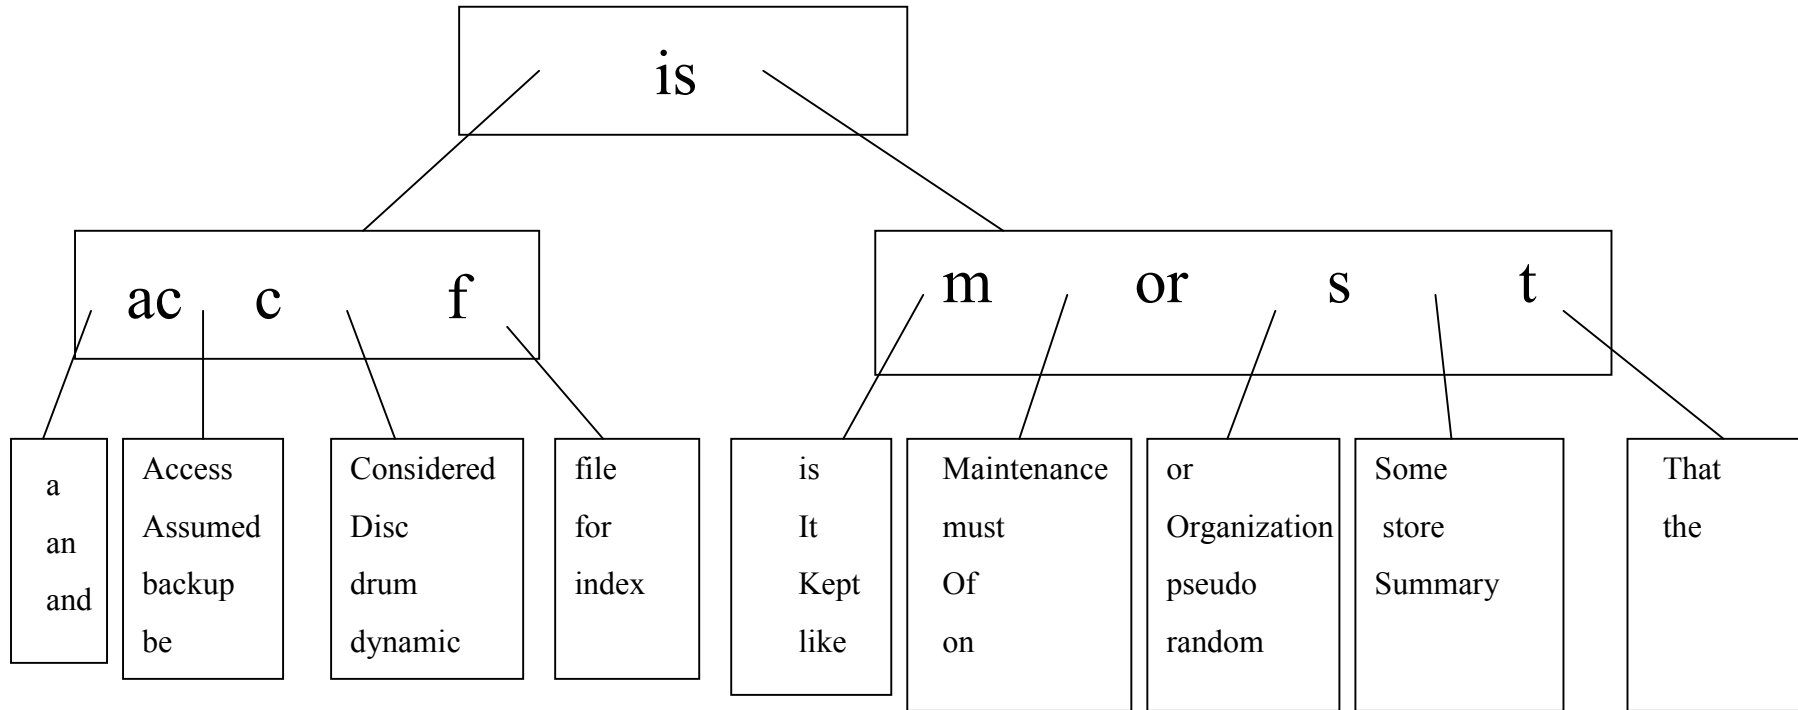 is
ac c f
m or s t
a
an
and
Access
Assumed
backup
be
Considered
Disc
drum
dynamic
file
for
index
is
It
Kept
like
Maintenance
must
Of
on
or
Organization
pseudo
random
Some
store
Summary
That
the